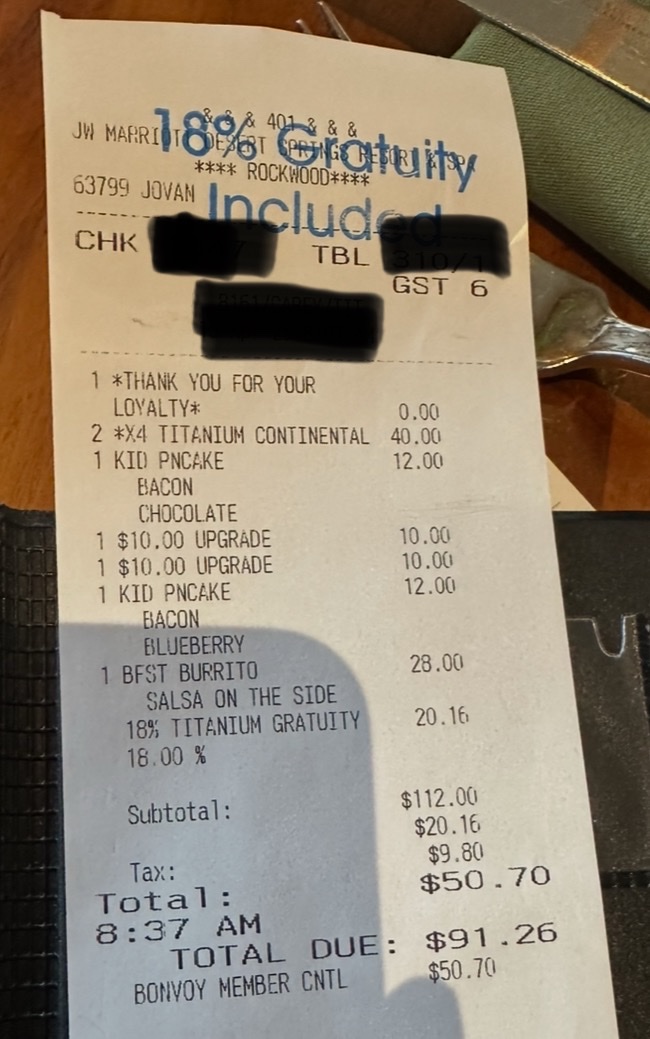 & & & 401 & & &
JW MARRIOTT DESERT SPRINGS RESORT & SP
18% Gratuity
**** ROCKWOOD****
63799 JOVAN
Included
CHK
TBL
GST 6
1 *THANK YOU FOR YOUR
LOYALTY* 0.00
2 *X4 TITANIUM CONTINENTAL 40.00
1 KID PNCAKE 12.00
BACON
CHOCOLATE
1 $10.00 UPGRADE 10.00
1 $10.00 UPGRADE 10.00
1 KID PNCAKE 12.00
BACON
BLUEBERRY
1 BFST BURRITO 28.00
SALSA ON THE SIDE
18% TITANIUM GRATUITY 20.16
18.00 %
Subtotal: $112.00
$20.16
Tax: $9.80
Total: $50.70
8:37 AM
TOTAL DUE: $91.26
BONVOY MEMBER CNTL $50.70